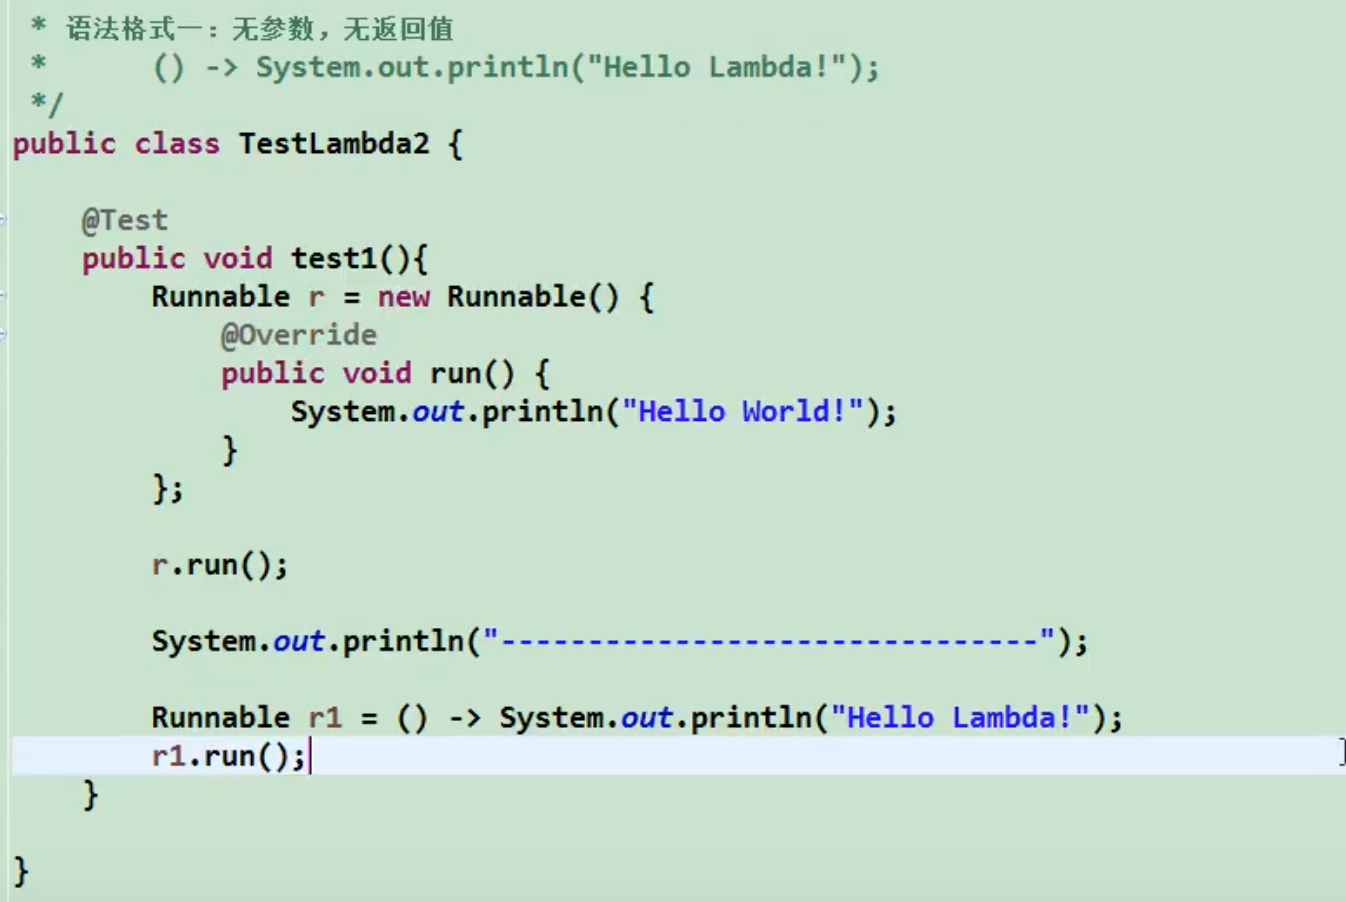 * 语法格式一：无参数，无返回值
* () -> System.out.println("Hello Lambda!");
*/
public class TestLambda2 {
@Test
public void test1(){
Runnable r = new Runnable() {
@Override
public void run() {
System.out.println("Hello World!");
}
};
r.run();
System.out.println("-------------------------------");
Runnable r1 = () -> System.out.println("Hello Lambda!");
r1.run();
}
}